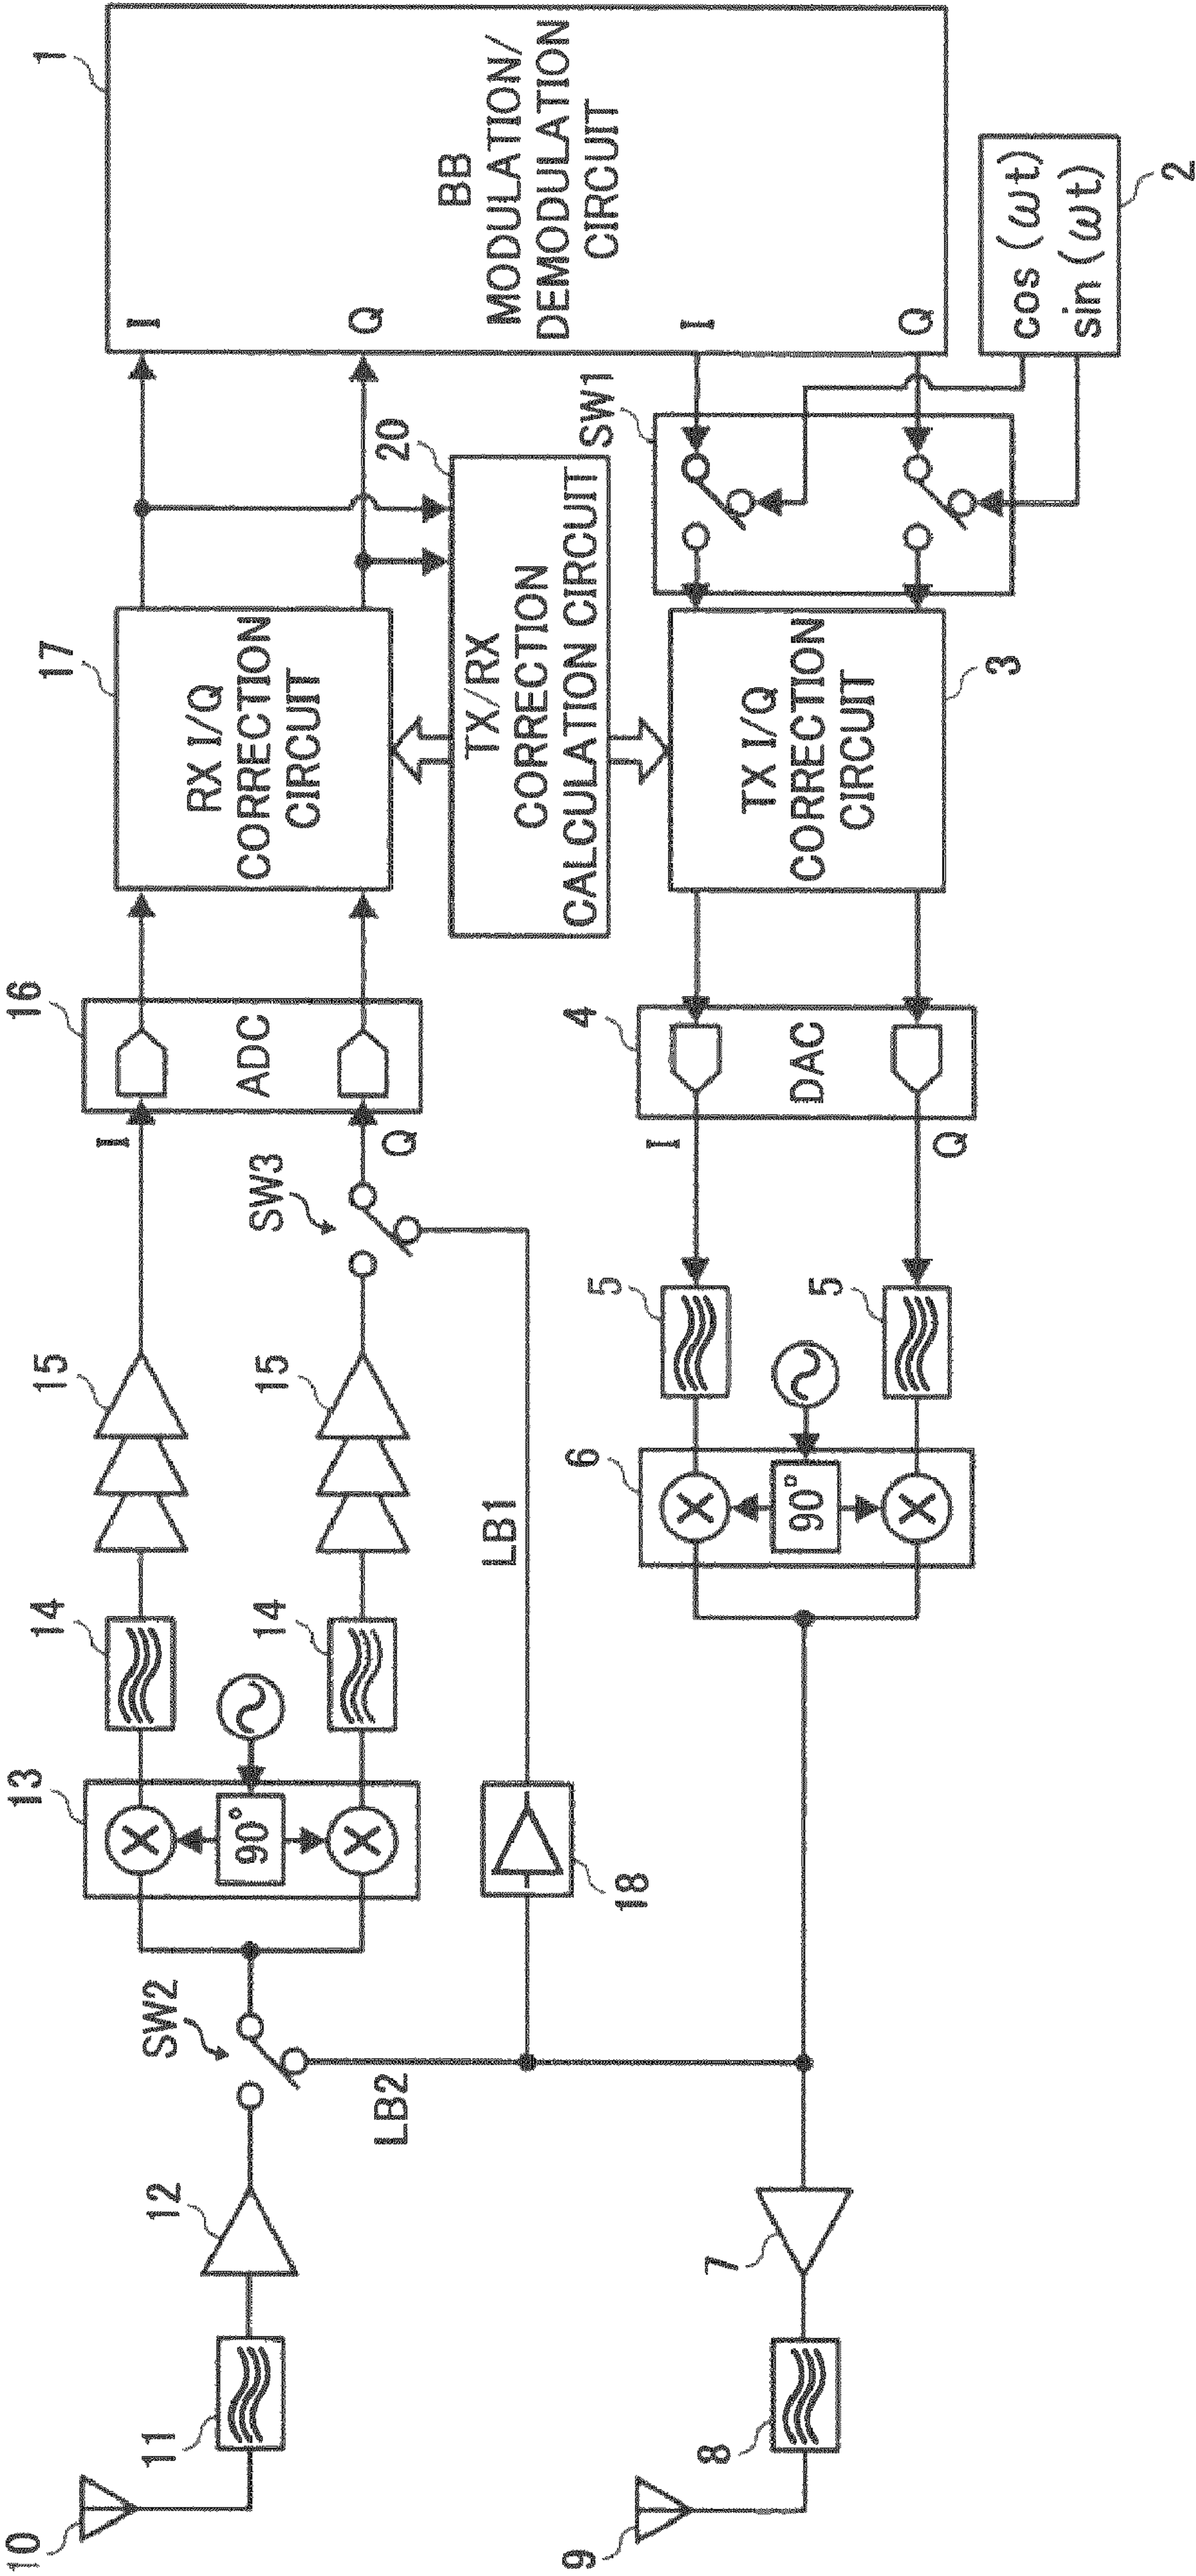 10
11
12
SW2
13
14
14
15
15
SW3
16
17
1
90°
I
Q
ADC
RX I/Q
CORRECTION
CIRCUIT
I
Q
BB
MODULATION/
DEMODULATION
CIRCUIT
I
Q
LB2
18
LB1
20
TX/RX
CORRECTION
CALCULATION CIRCUIT
SW1
9
8
7
6
90°
5
5
I
Q
4
DAC
TX I/Q
CORRECTION
CIRCUIT
3
cos (ωt)
sin (ωt)
2